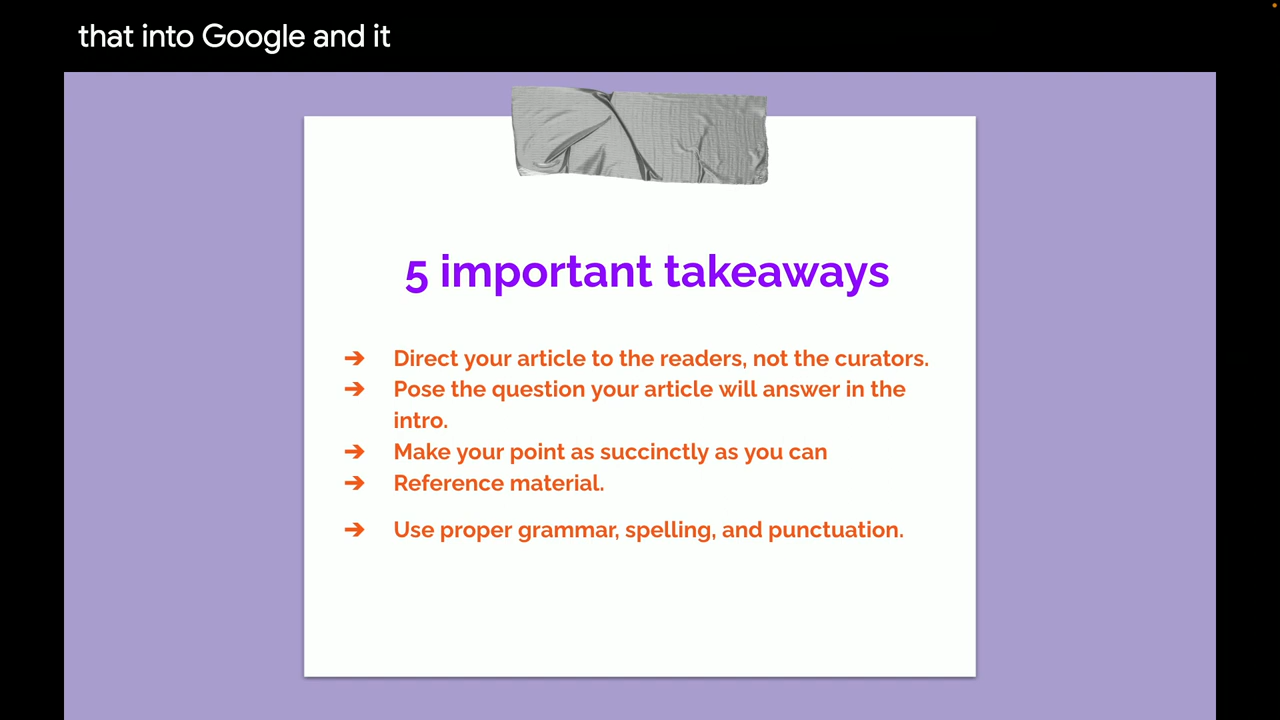 that into Google and it
5 important takeaways
➔ Direct your article to the readers, not the curators.
➔ Pose the question your article will answer in the
intro.
➔ Make your point as succinctly as you can
➔ Reference material.
➔ Use proper grammar, spelling, and punctuation.